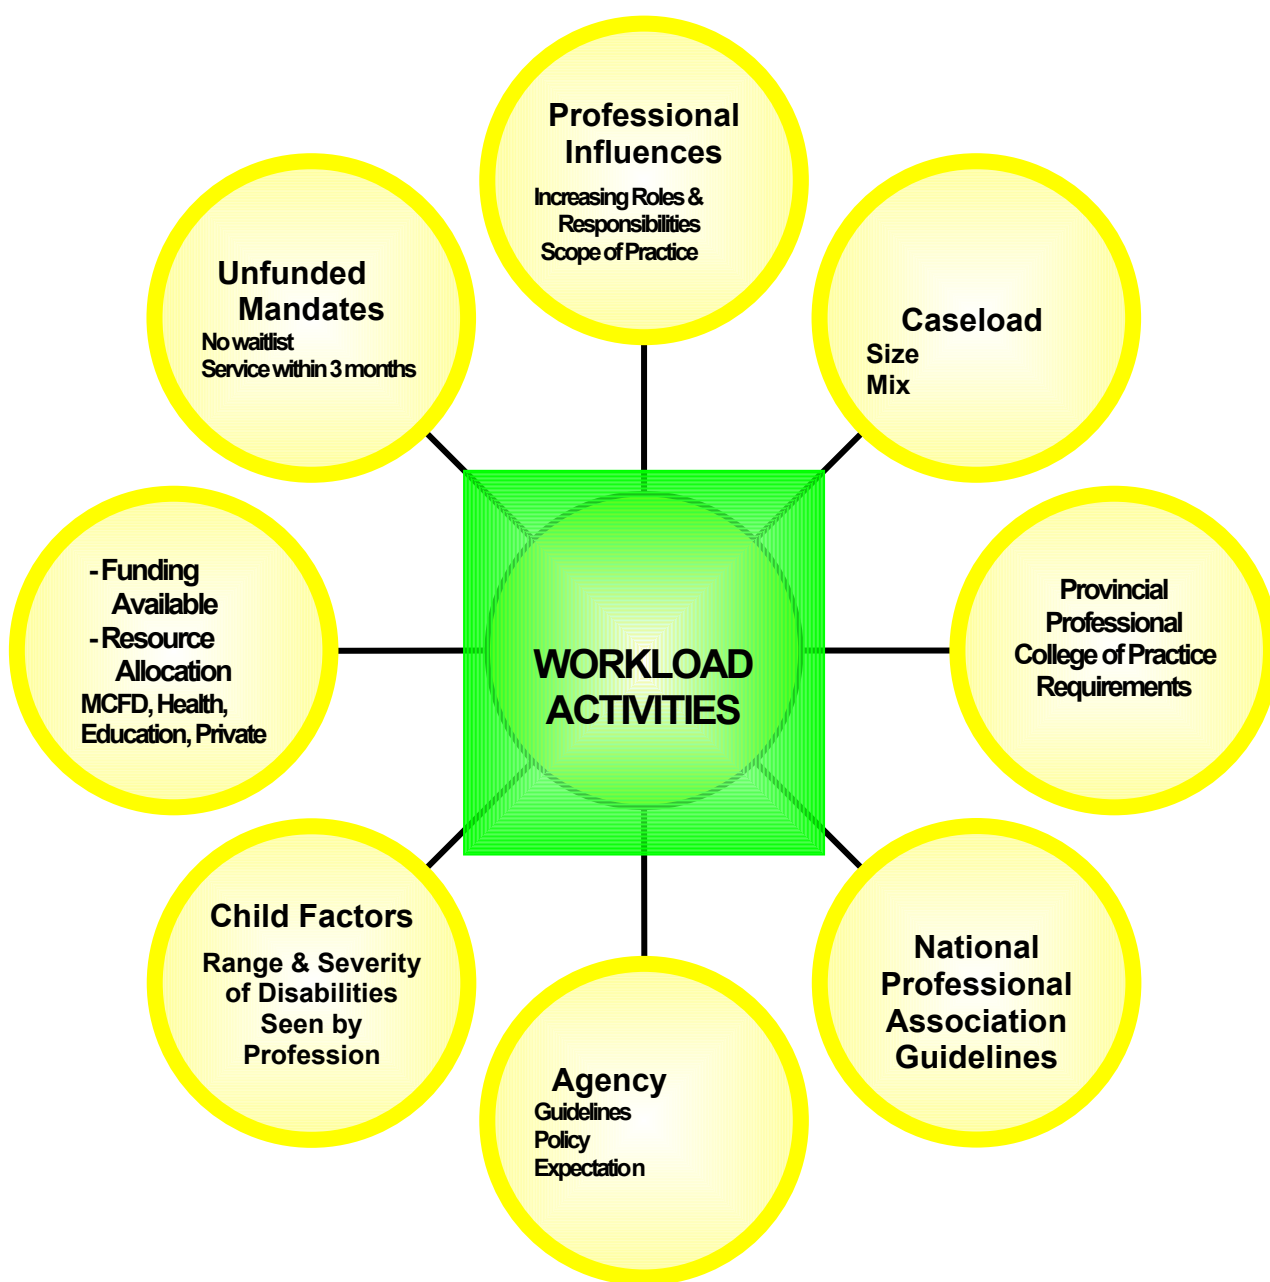 Professional
Influences
Increasing Roles &
Responsibilities
Scope of Practice
Unfunded
Mandates
No waitlist
Service within 3 months
Caseload
Size
Mix
- Funding
Available
- Resource
Allocation
MCFD, Health,
Education, Private
WORKLOAD
ACTIVITIES
Provincial
Professional
College of Practice
Requirements
Child Factors
Range & Severity
of Disabilities
Seen by
Profession
Agency
Guidelines
Policy
Expectation
National
Professional
Association
Guidelines